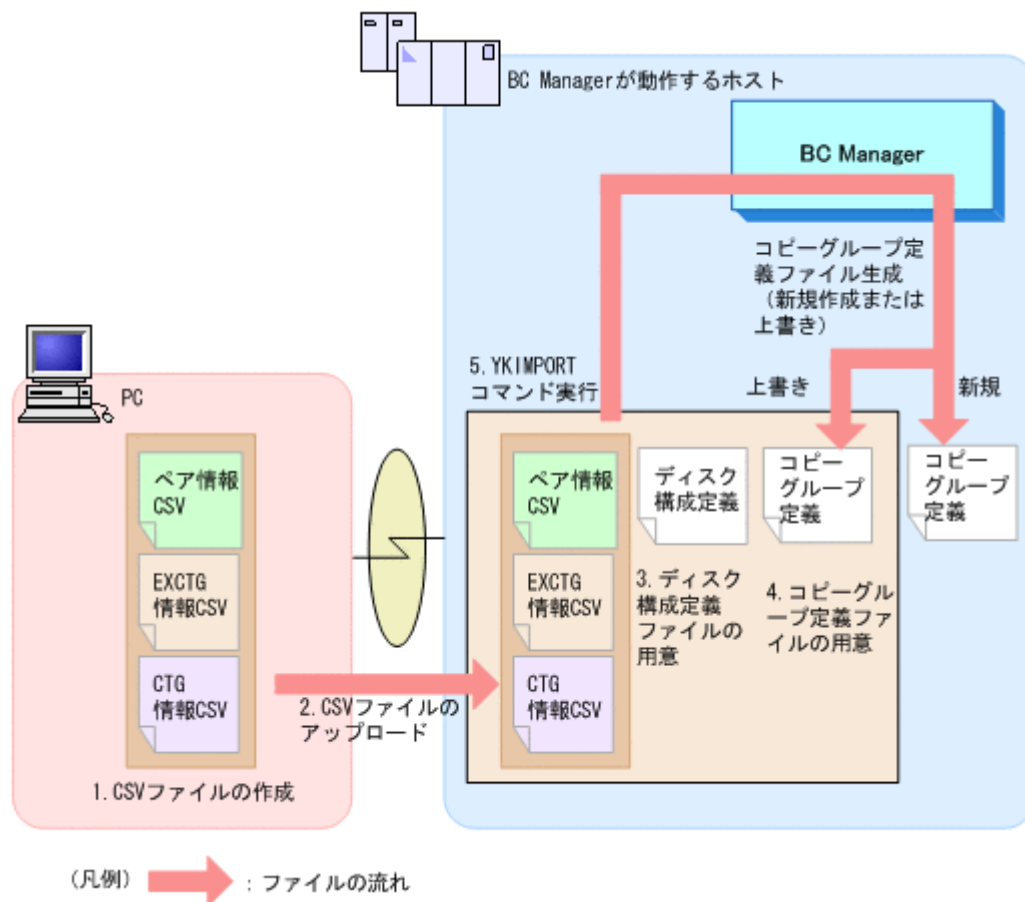 BC Managerが動作するホスト
BC Manager
コピーグループ定
義ファイル生成
（新規作成または
上書き）
5.YKIMPORT
コマンド実行
上書き
新規
PC
ペア情報
CSV
EXCTG
情報CSV
CTG
情報CSV
1.CSVファイルの作成
2.CSVファイルの
アップロード
ペア情報
CSV
EXCTG
情報CSV
CTG
情報CSV
ディスク
構成定義
3.ディスク
構成定義
ファイルの
用意
コピー
グループ
定義
4.コピーグル
ープ定義ファ
イルの用意
コピー
グループ
定義
（凡例）
：ファイルの流れ